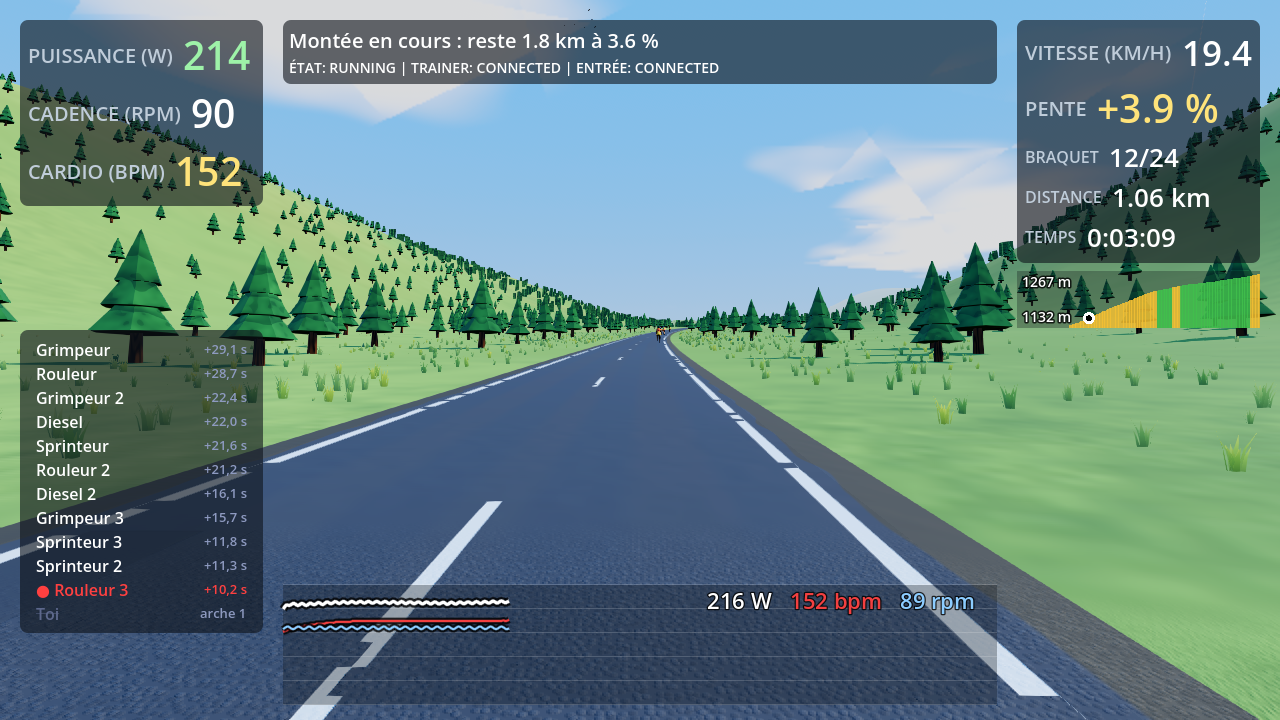 PUISSANCE (W) 214
CADENCE (RPM) 90
CARDIO (BPM) 152
Montée en cours : reste 1.8 km à 3.6 %
ÉTAT: RUNNING | TRAINER: CONNECTED | ENTRÉE: CONNECTED
VITESSE (KM/H) 19.4
PENTE +3.9 %
BRAQUET 12/24
DISTANCE 1.06 km
TEMPS 0:03:09
1267 m
1132 m
Grimpeur +29,1 s
Rouleur +28,7 s
Grimpeur 2 +22,4 s
Diesel +22,0 s
Sprinteur +21,6 s
Rouleur 2 +21,2 s
Diesel 2 +16,1 s
Grimpeur 3 +15,7 s
Sprinteur 3 +11,8 s
Sprinteur 2 +11,3 s
Rouleur 3 +10,2 s
Toi arche 1
216 W 152 bpm 89 rpm